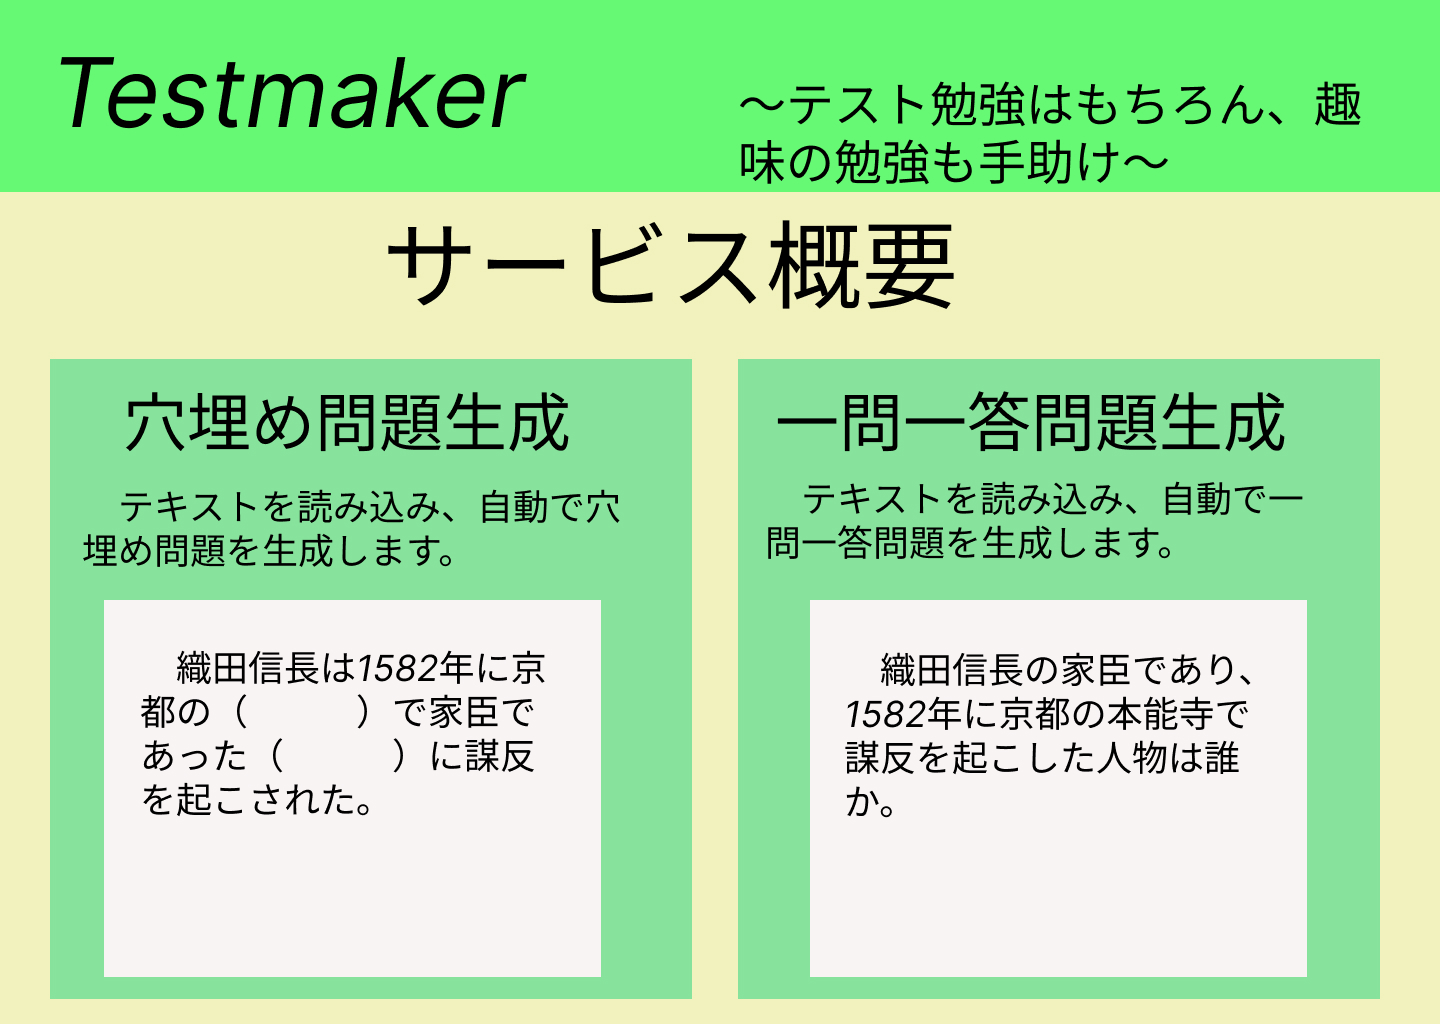 Testmaker
～テスト勉強はもちろん、趣
味の勉強も手助け～
サービス概要
穴埋め問題生成
テキストを読み込み、自動で穴
埋め問題を生成します。
織田信長は1582年に京
都の（　　　）で家臣で
あった（　　　）に謀反
を起こされた。
一問一答問題生成
テキストを読み込み、自動で一
問一答問題を生成します。
織田信長の家臣であり、
1582年に京都の本能寺で
謀反を起こした人物は誰
か。